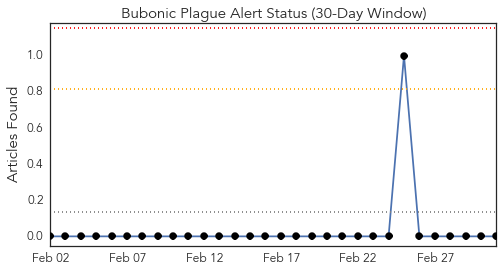 Bubonic Plague Alert Status (30-Day Window)
Articles Found
1.0
0.8
0.6
0.4
0.2
0.0
Feb 02 Feb 07 Feb 12 Feb 17 Feb 22 Feb 27